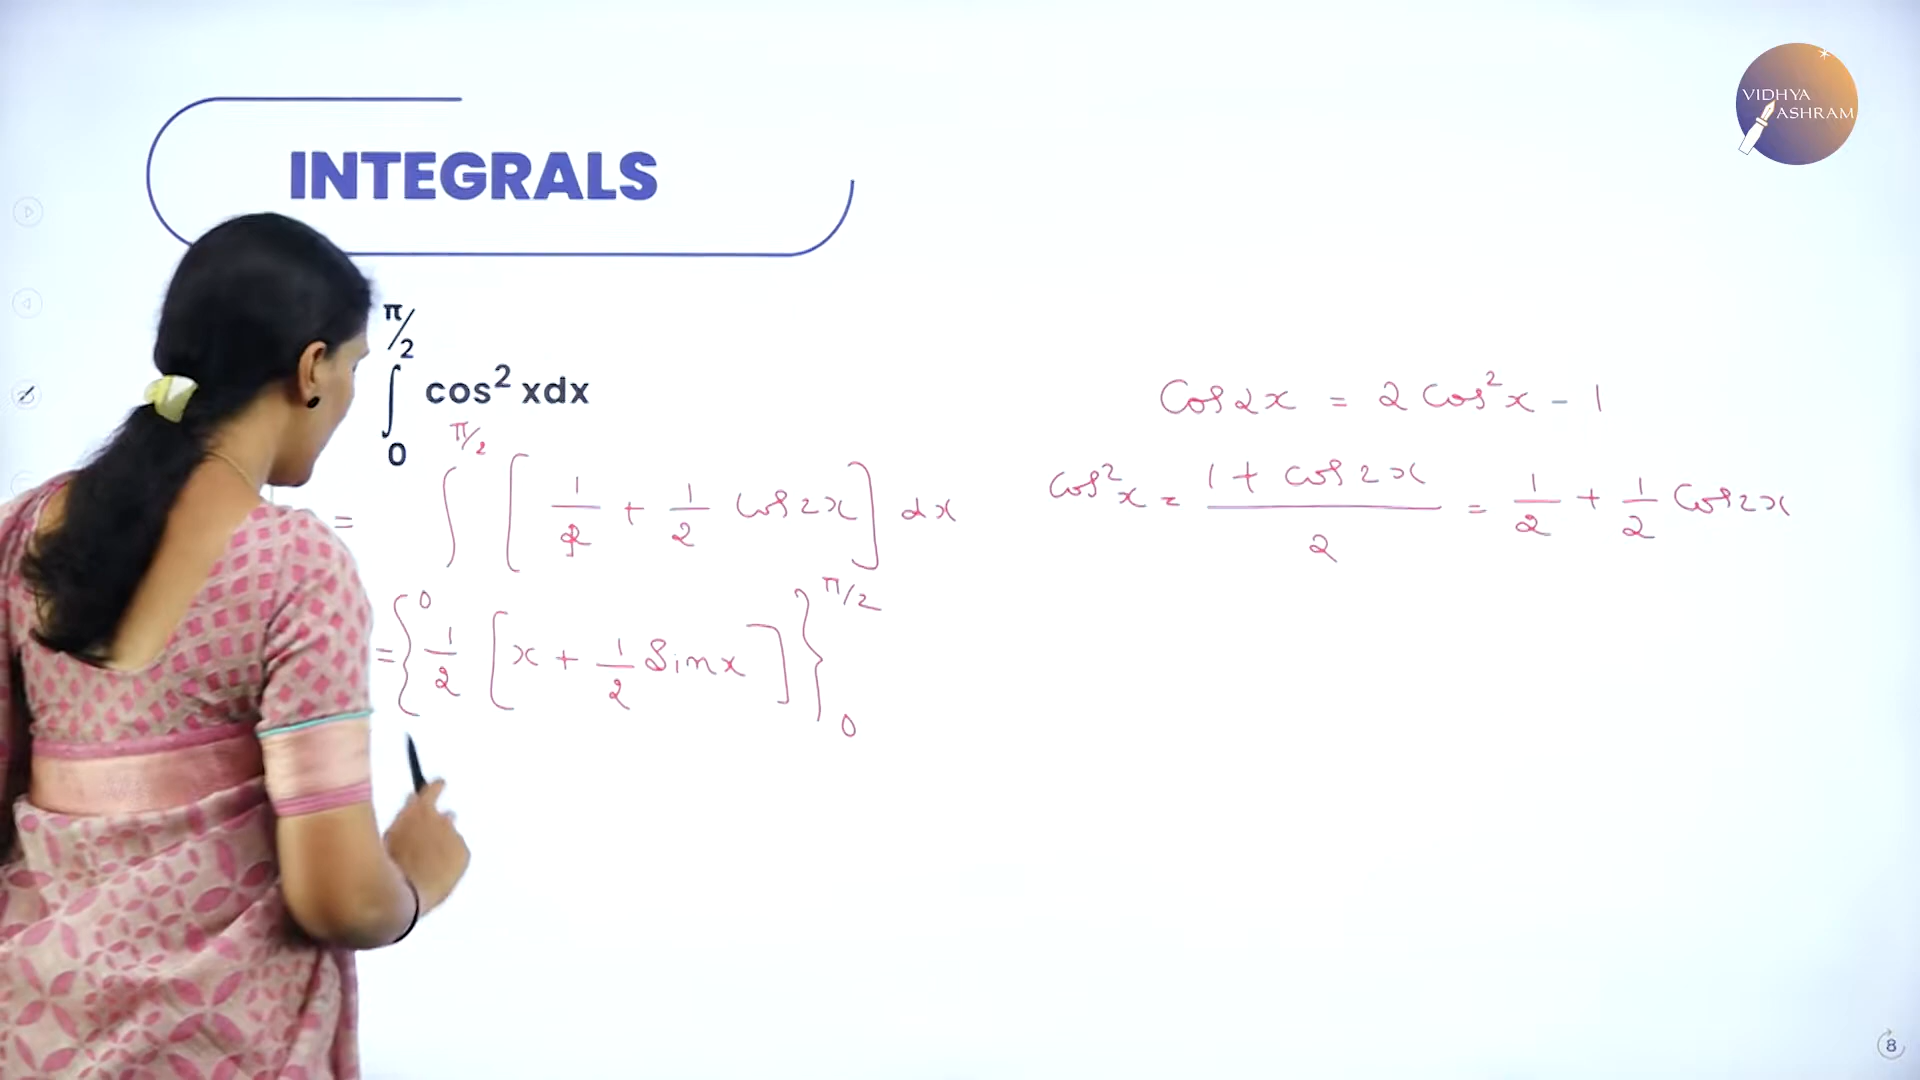 VIDHYA
ASHRAM
INTEGRALS
π/2
∫ cos² xdx
0
π/2
= ∫ [ 1/2 + 1/2 cos 2x ] dx
0
= { 1/2 [ x + 1/2 Sin x ] } π/2
0
Cos 2x = 2 Cos² x - 1
Cos² x = 1 + cos 2x / 2 = 1/2 + 1/2 Cos 2x
8